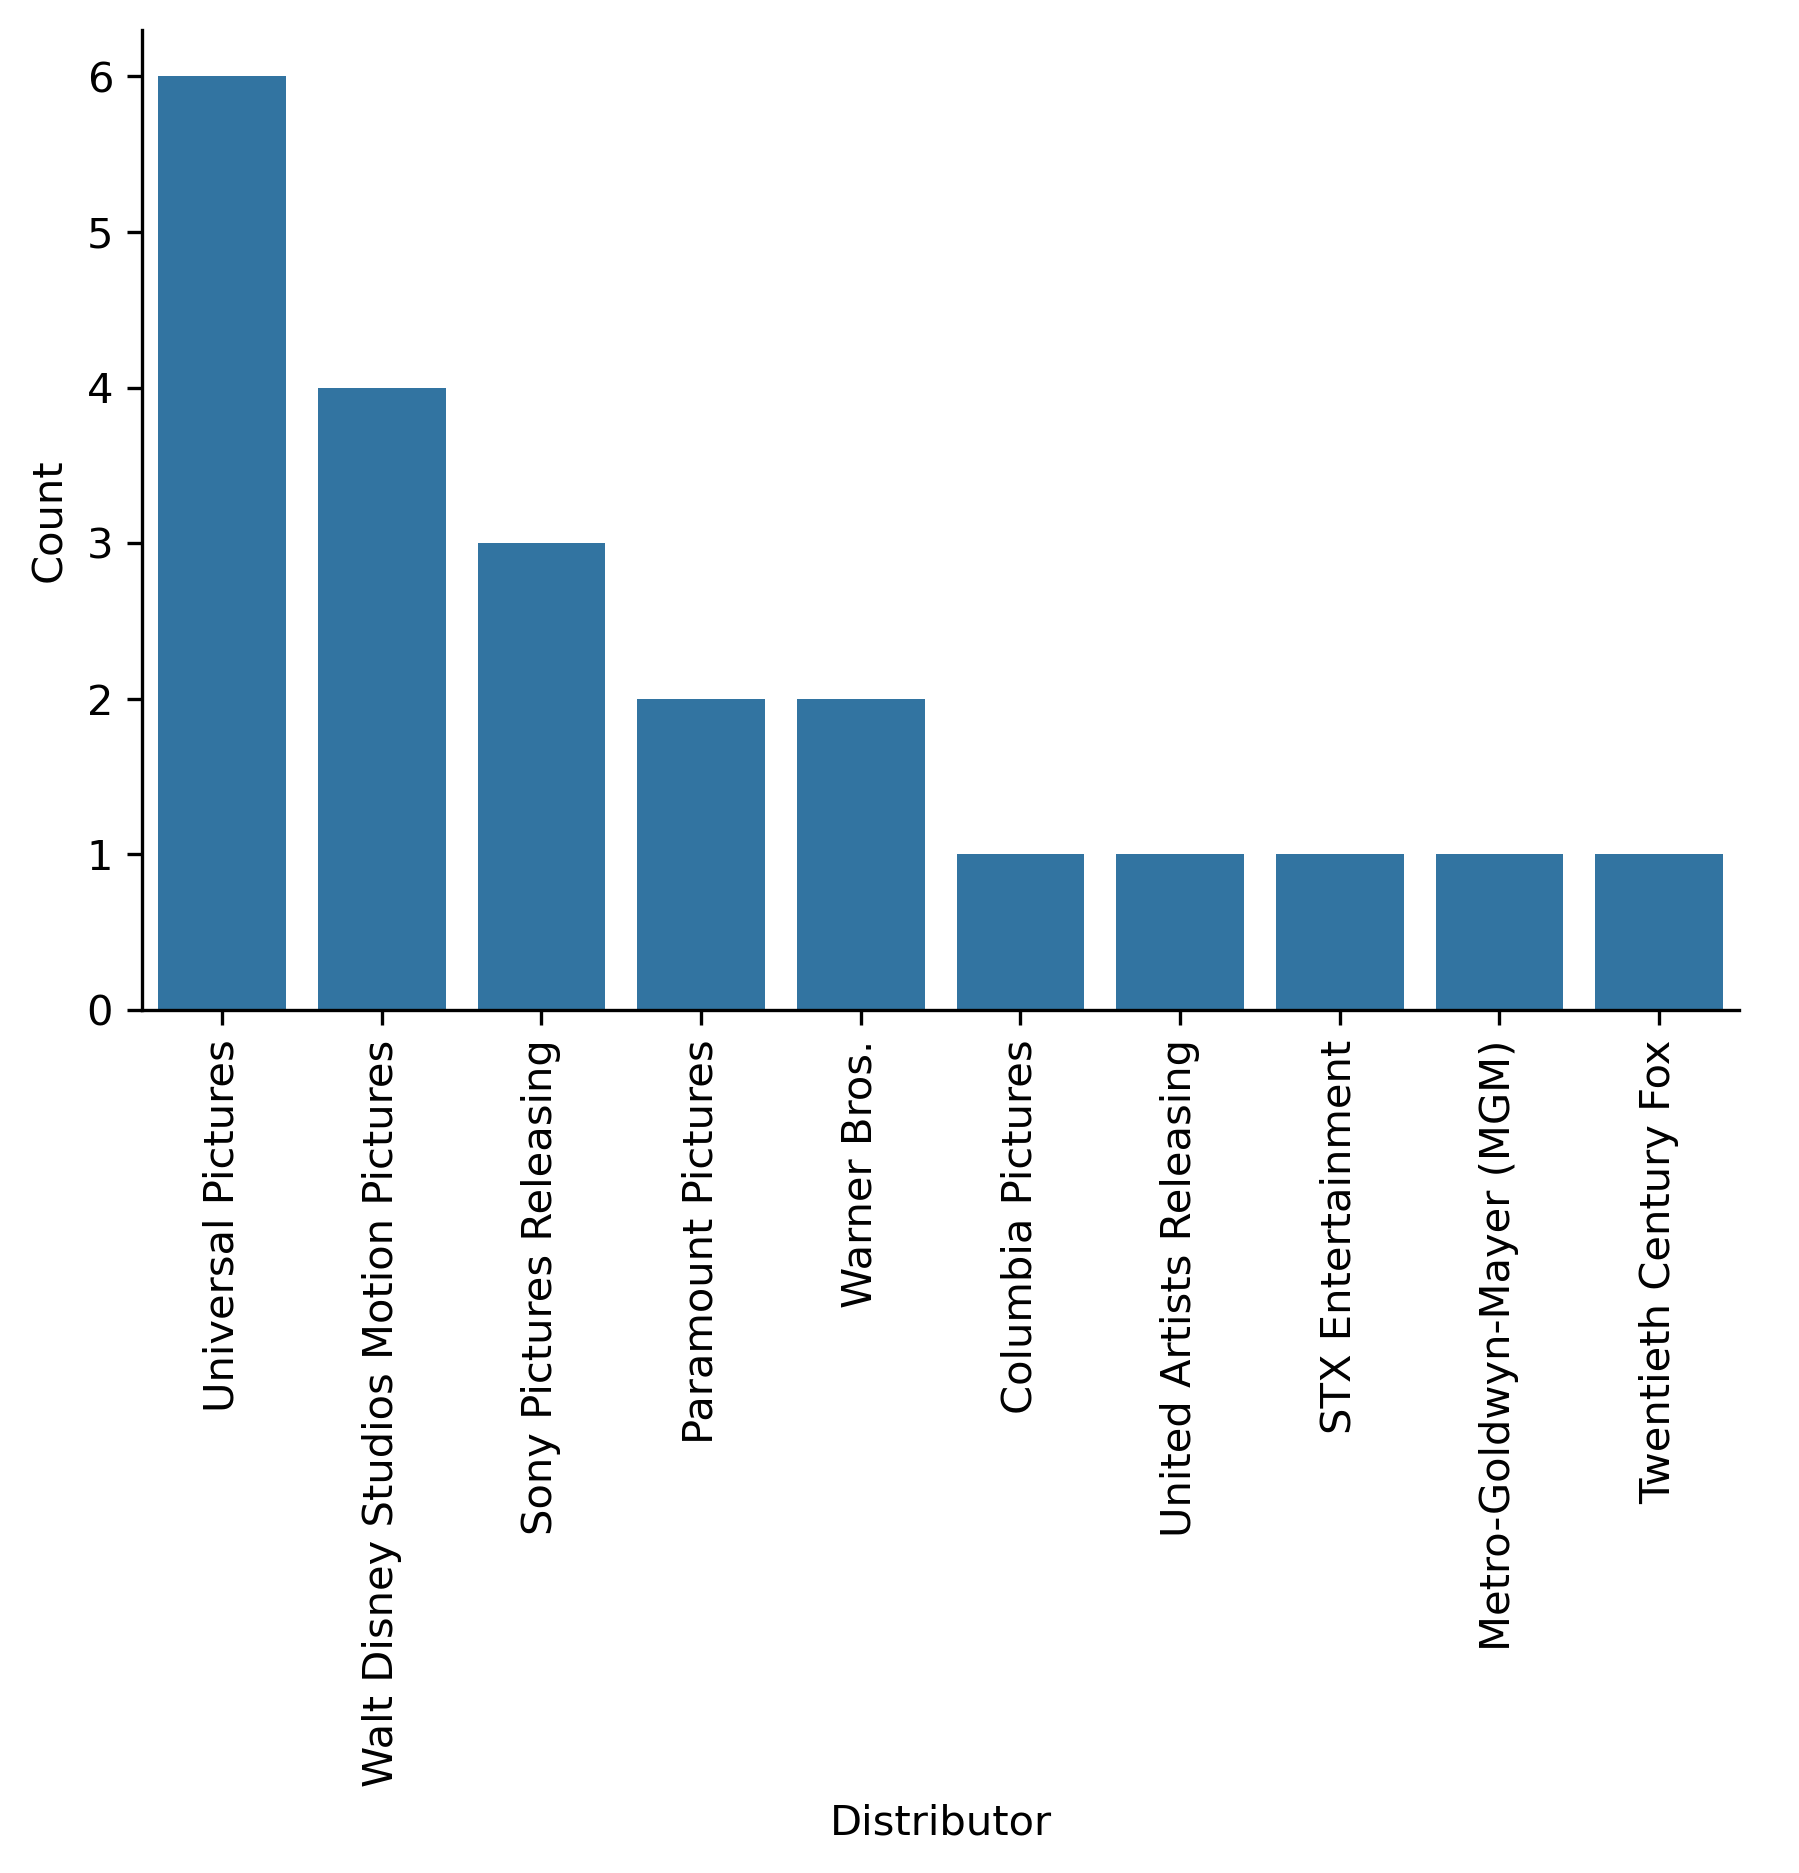 6
5
4
3
2
1
0
Count
Universal Pictures
Walt Disney Studios Motion Pictures
Sony Pictures Releasing
Paramount Pictures
Warner Bros.
Columbia Pictures
United Artists Releasing
STX Entertainment
Metro-Goldwyn-Mayer (MGM)
Twentieth Century Fox
Distributor